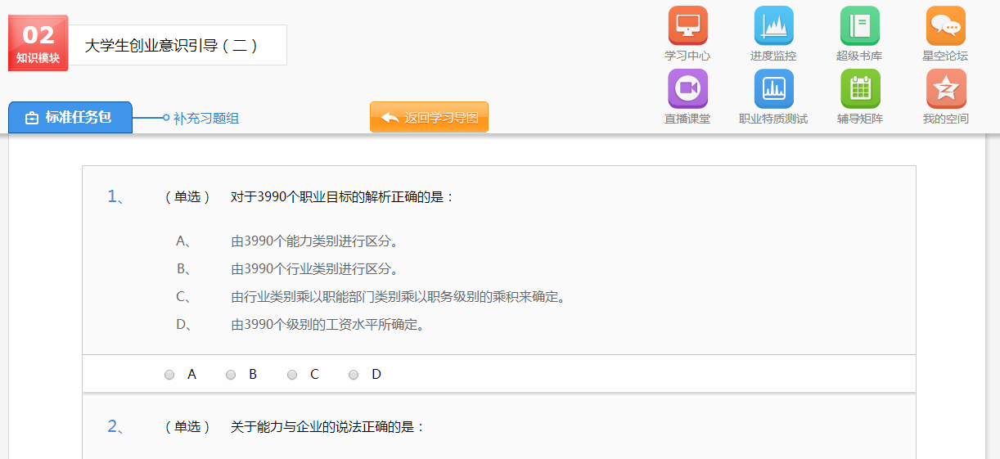 02
知识模块
大学生创业意识引导（二）
学习中心
进度监控
超级书库
星空论坛
直播课堂
职业特质测试
辅导矩阵
我的空间
标准任务包
补充习题组
返回学习导图
1、 （单选） 对于3990个职业目标的解析正确的是：
A、 由3990个能力类别进行区分。
B、 由3990个行业类别进行区分。
C、 由行业类别乘以职能部门类别乘以职务级别的乘积来确定。
D、 由3990个级别的工资水平所确定。
A B C D
2、 （单选） 关于能力与企业的说法正确的是：